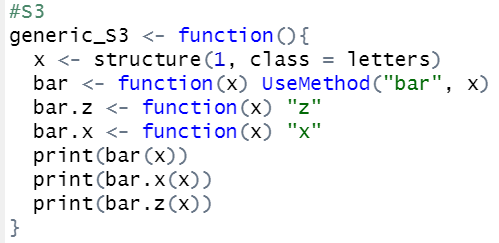 #S3
generic_S3 <- function(){
  x <- structure(1, class = letters)
  bar <- function(x) UseMethod("bar", x)
  bar.z <- function(x) "z"
  bar.x <- function(x) "x"
  print(bar(x))
  print(bar.x(x))
  print(bar.z(x))
}